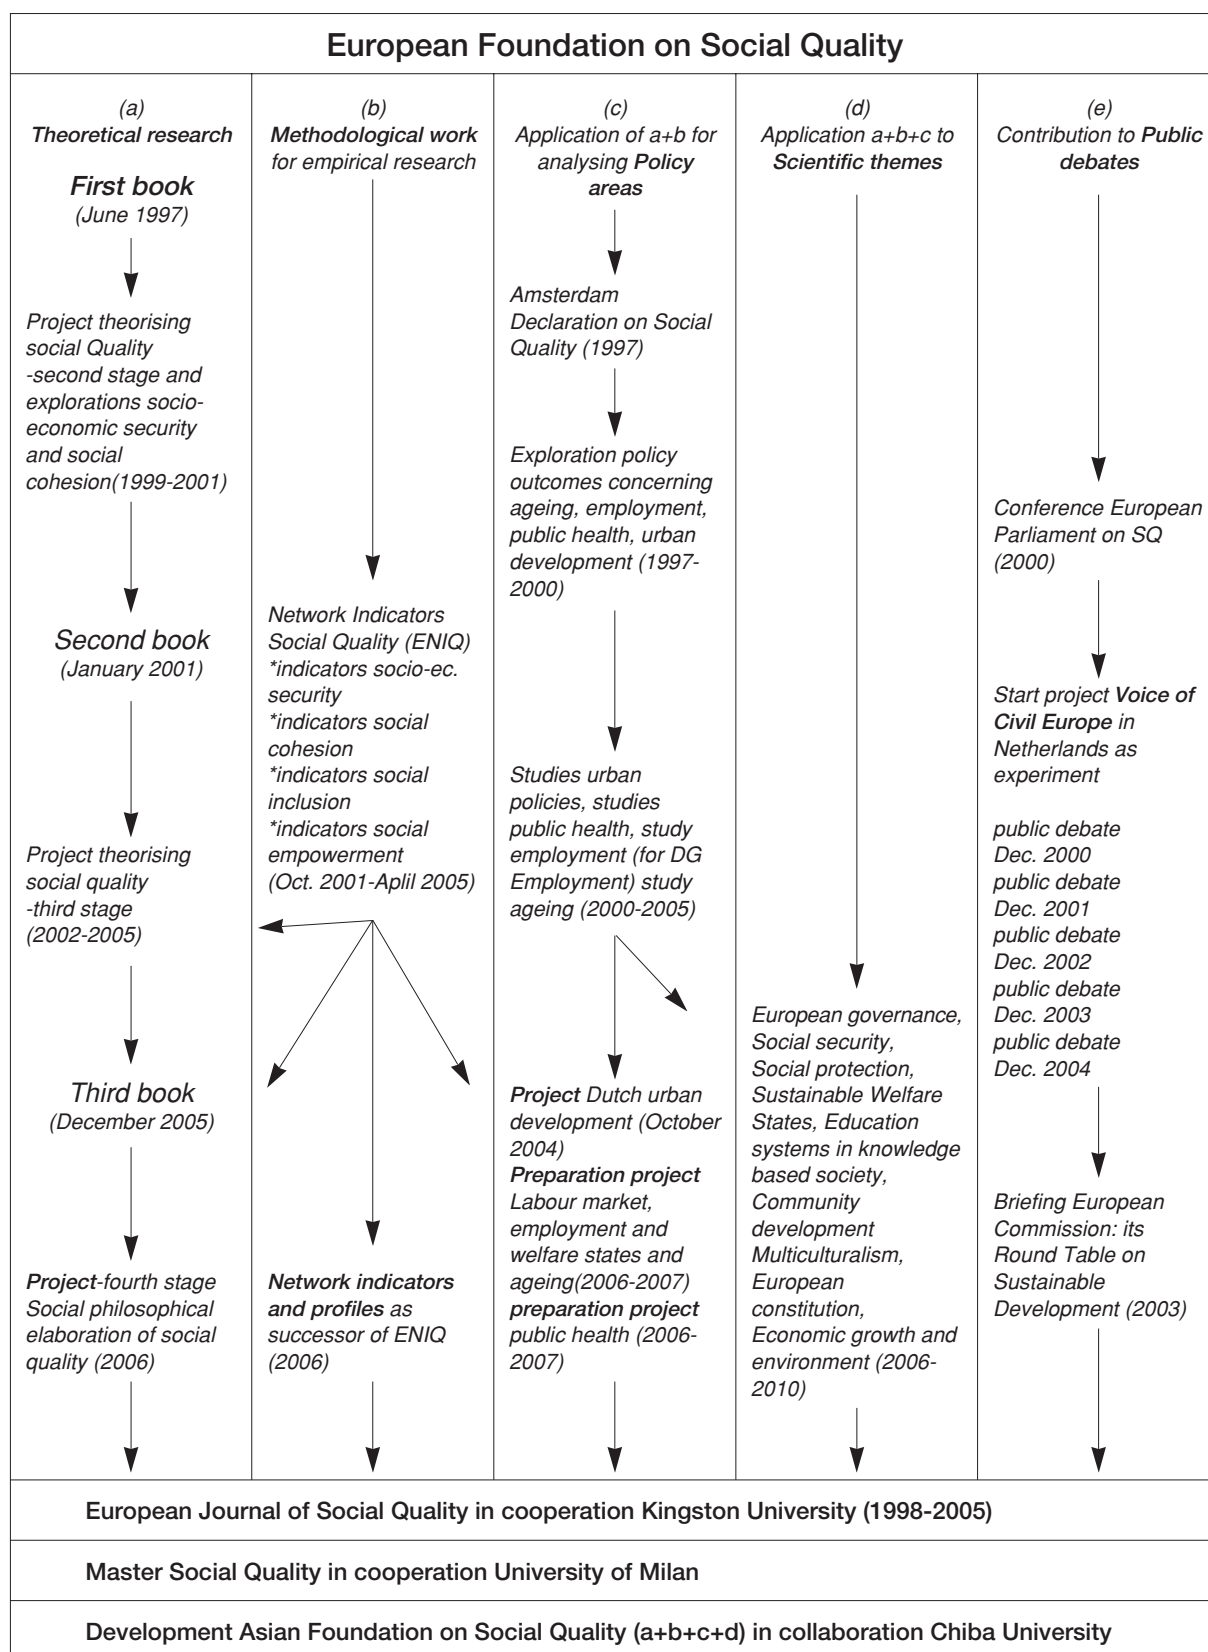 European Foundation on Social Quality
(a)
Theoretical research
First book
(June 1997)
Project theorising
social Quality
-second stage and
explorations socio-
economic security
and social
cohesion(1999-2001)
Second book
(January 2001)
Project theorising
social quality
-third stage
(2002-2005)
Third book
(December 2005)
Project-fourth stage
Social philosophical
elaboration of social
quality (2006)
(b)
Methodological work
for empirical research
Network Indicators
Social Quality (ENIQ)
*indicators socio-ec.
security
*indicators social
cohesion
*indicators social
inclusion
*indicators social
empowerment
(Oct. 2001-Aplil 2005)
Network indicators
and profiles as
successor of ENIQ
(2006)
(c)
Application of a+b for
analysing Policy
areas
Amsterdam
Declaration on Social
Quality (1997)
Exploration policy
outcomes concerning
ageing, employment,
public health, urban
development (1997-
2000)
Studies urban
policies, studies
public health, study
employment (for DG
Employment) study
ageing (2000-2005)
Project Dutch urban
development (October
2004)
Preparation project
Labour market,
employment and
welfare states and
ageing(2006-2007)
preparation project
public health (2006-
2007)
(d)
Application a+b+c to
Scientific themes
European governance,
Social security,
Social protection,
Sustainable Welfare
States, Education
systems in knowledge
based society,
Community
development
Multiculturalism,
European
constitution,
Economic growth and
environment (2006-
2010)
(e)
Contribution to Public
debates
Conference European
Parliament on SQ
(2000)
Start project Voice of
Civil Europe in
Netherlands as
experiment
public debate
Dec. 2000
public debate
Dec. 2001
public debate
Dec. 2002
public debate
Dec. 2003
public debate
Dec. 2004
Briefing European
Commission: its
Round Table on
Sustainable
Development (2003)
European Journal of Social Quality in cooperation Kingston University (1998-2005)
Master Social Quality in cooperation University of Milan
Development Asian Foundation on Social Quality (a+b+c+d) in collaboration Chiba University